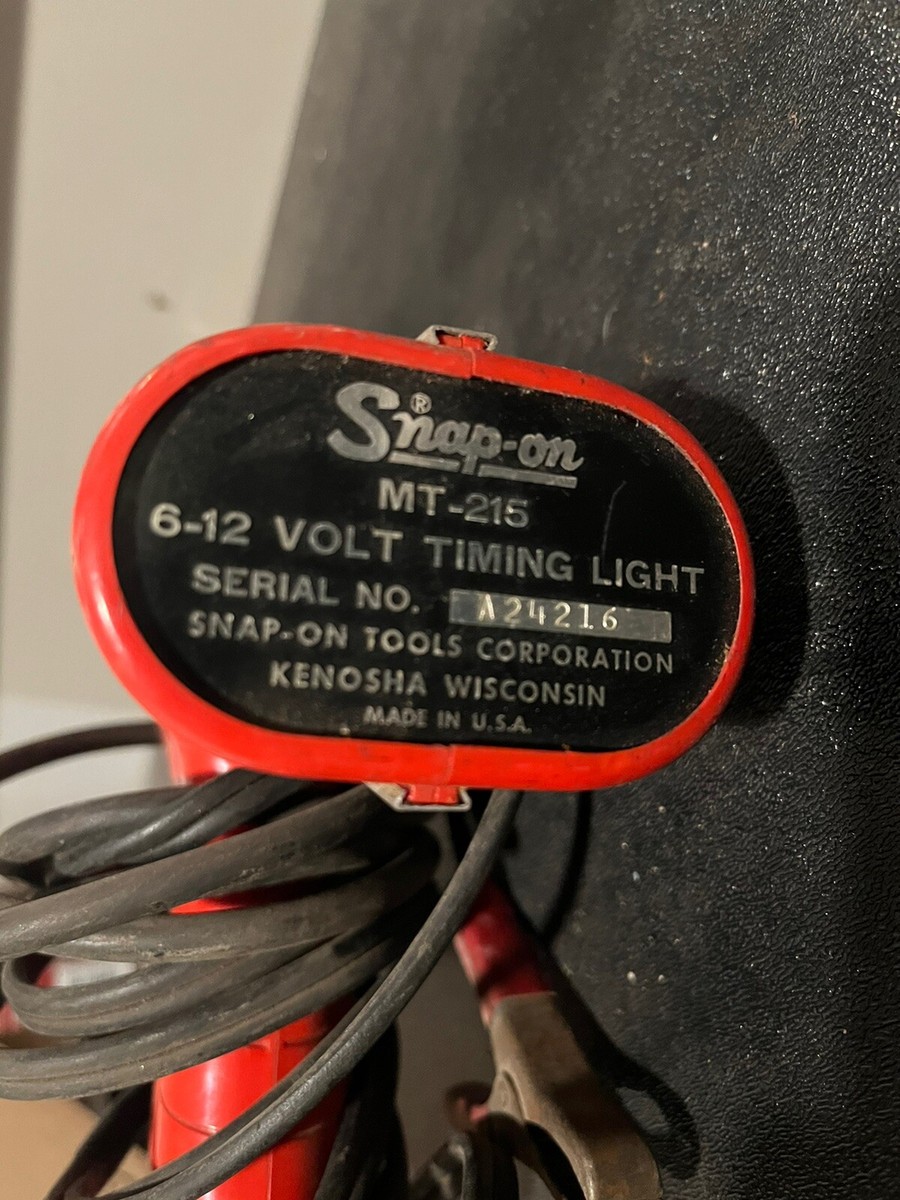 Snap-on ®
MT-215
6-12 VOLT TIMING LIGHT
SERIAL NO. A24216
SNAP-ON TOOLS CORPORATION
KENOSHA WISCONSIN
MADE IN U.S.A.